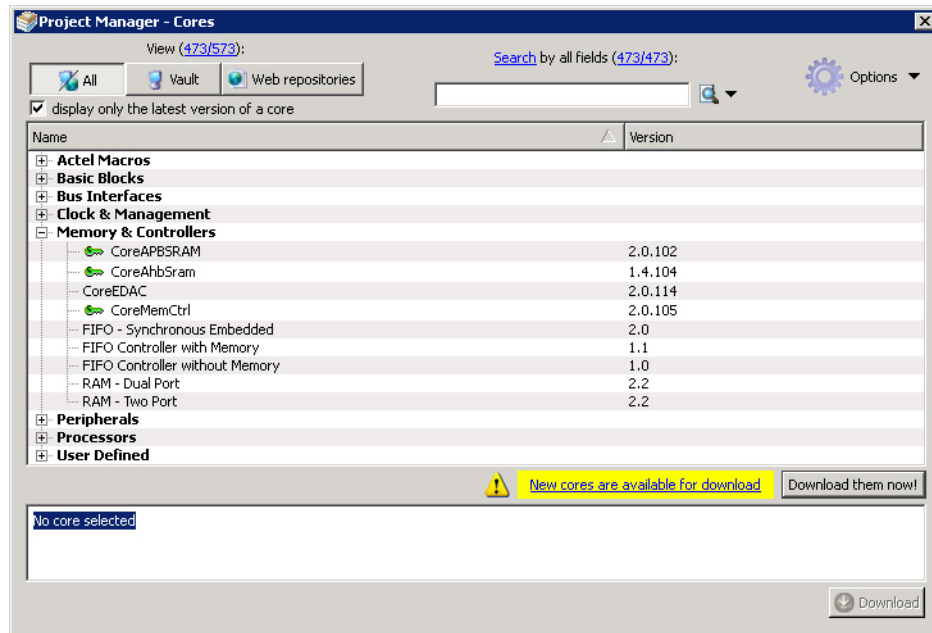 Project Manager - Cores
View (473/573):
Search by all fields (473/473):
All
Vault
Web repositories
Options
display only the latest version of a core
Name Version
Actel Macros
Basic Blocks
Bus Interfaces
Clock & Management
Memory & Controllers
CoreAPBSRAM 2.0.102
CoreAhbSram 1.4.104
CoreEDAC 2.0.114
CoreMemCtrl 2.0.105
FIFO - Synchronous Embedded 2.0
FIFO Controller with Memory 1.1
FIFO Controller without Memory 1.0
RAM - Dual Port 2.2
RAM - Two Port 2.2
Peripherals
Processors
User Defined
New cores are available for download
Download them now!
No core selected
Download